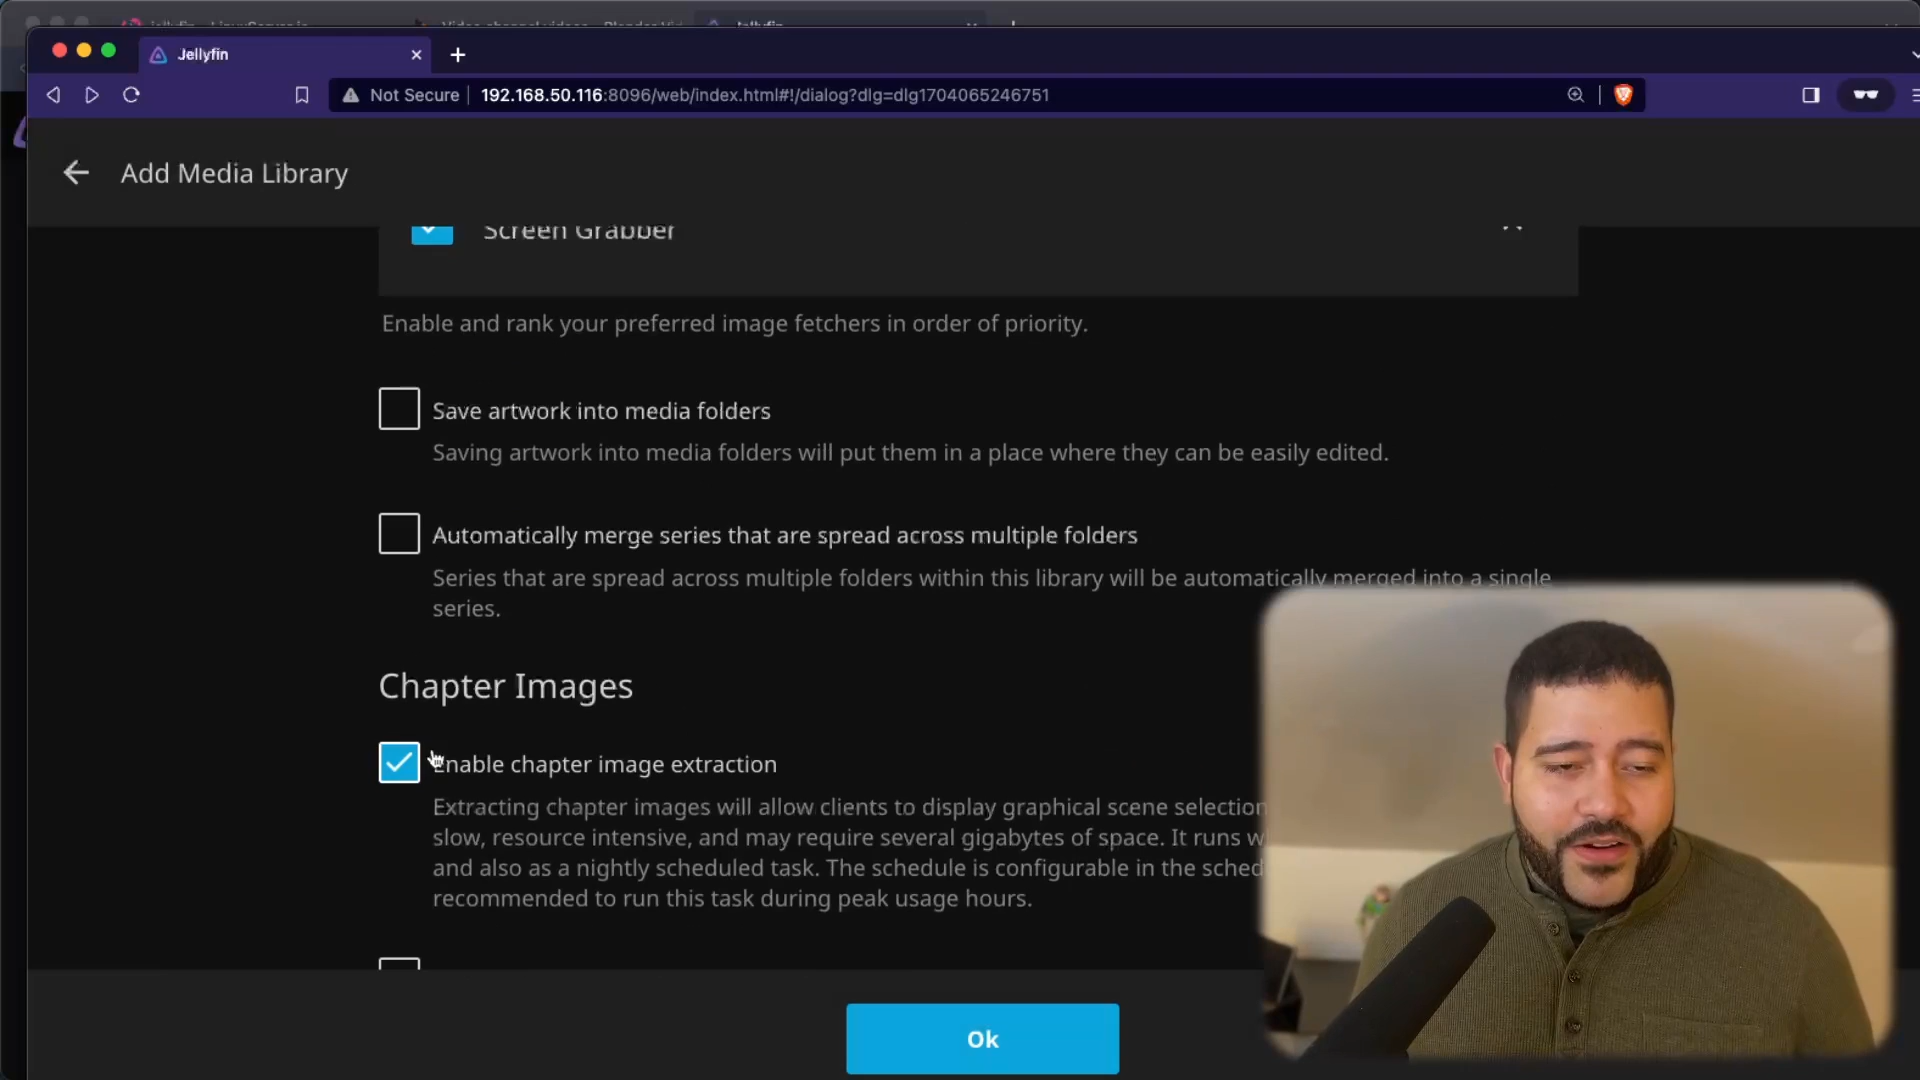 Jellyfin
Not Secure
192.168.50.116:8096/web/index.html#!/dialog?dlg=dlg1704065246751
Add Media Library
Screen Grabber
Enable and rank your preferred image fetchers in order of priority.
Save artwork into media folders
Saving artwork into media folders will put them in a place where they can be easily edited.
Automatically merge series that are spread across multiple folders
Series that are spread across multiple folders within this library will be automatically merged into a single
series.
Chapter Images
Enable chapter image extraction
Extracting chapter images will allow clients to display graphical scene selection
slow, resource intensive, and may require several gigabytes of space. It runs
and also as a nightly scheduled task. The schedule is configurable in the
recommended to run this task during peak usage hours.
Ok